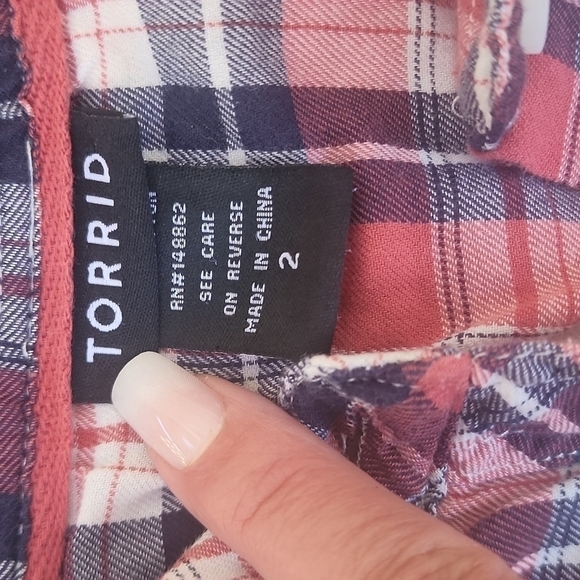 TORRID
RN#148862
SEE CARE
ON REVERSE
MADE IN CHINA
2